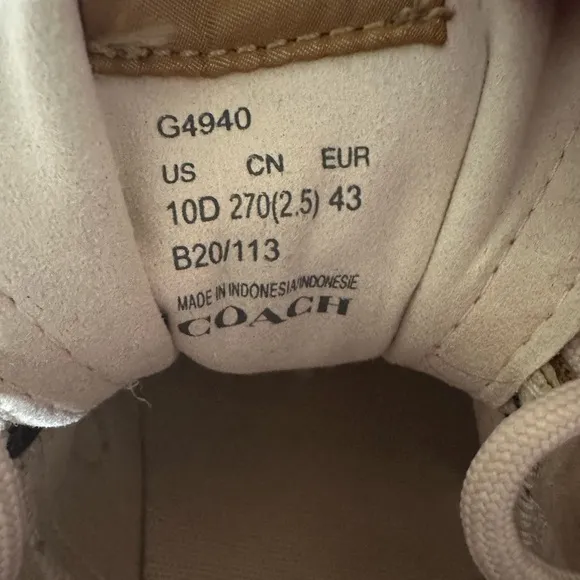 G4940
US CN EUR
10D 270(2.5) 43
B20/113
MADE IN INDONESIA/INDONESIE
COACH